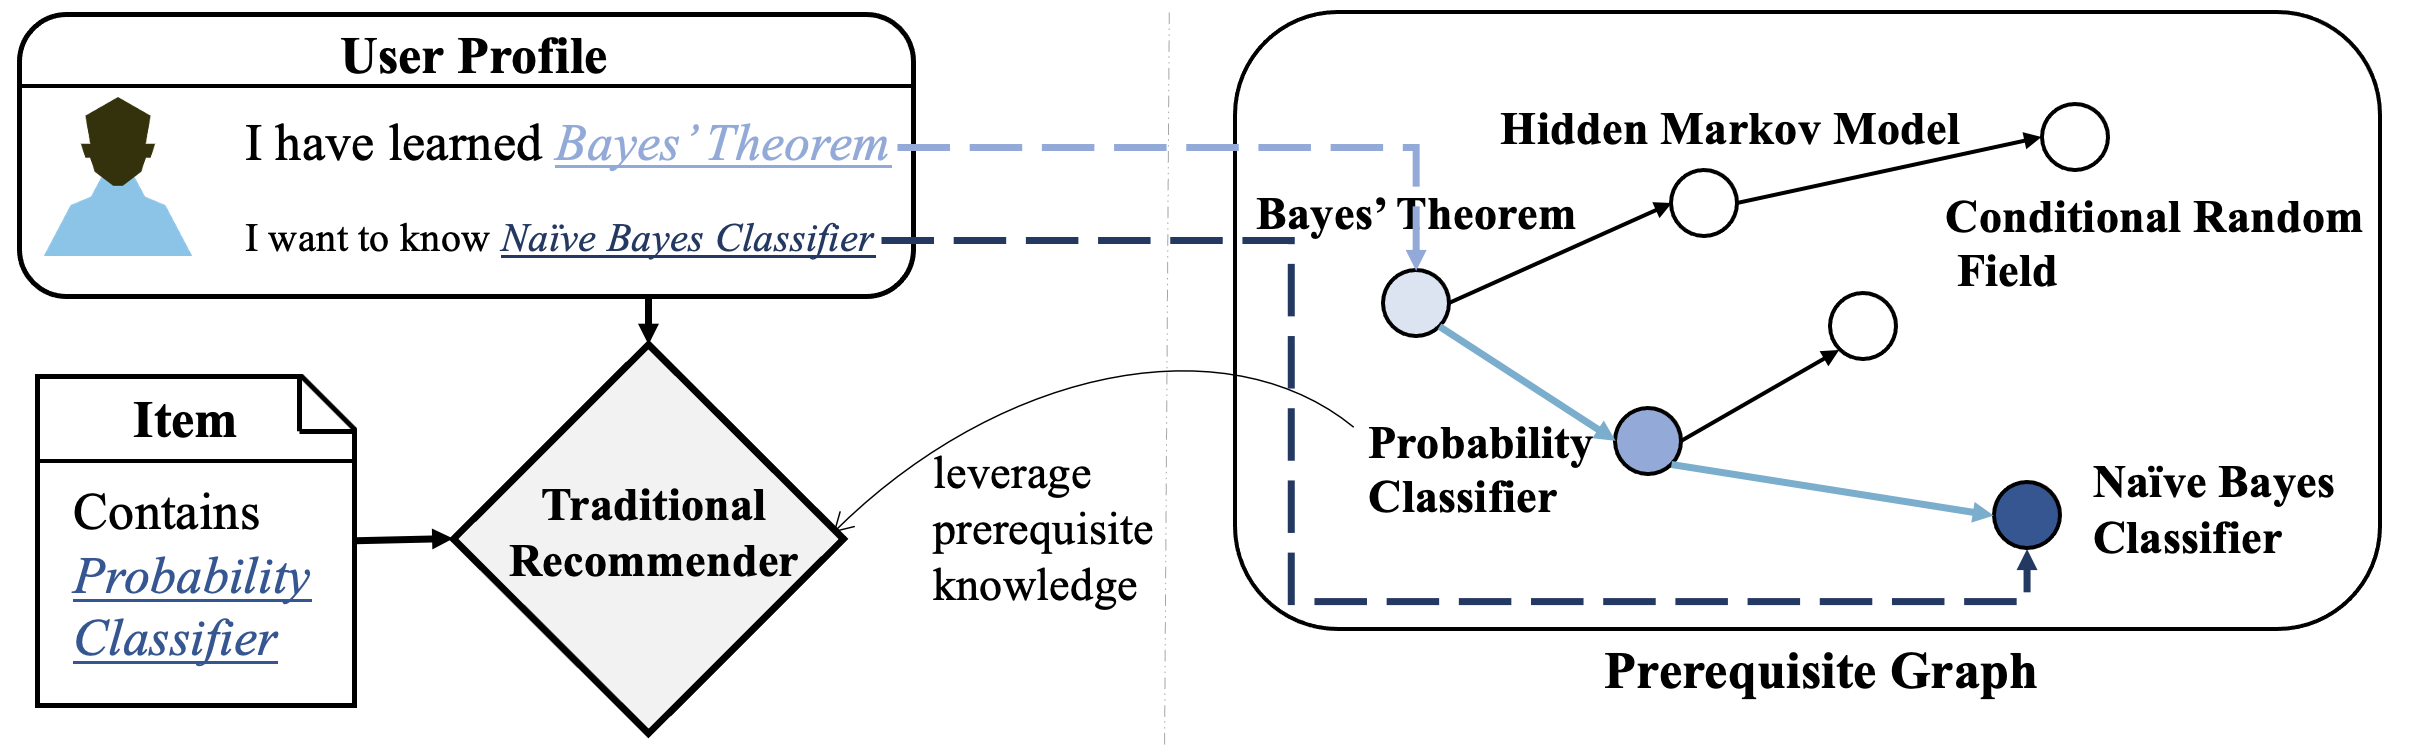 User Profile
I have learned Bayes’ Theorem
I want to know Naïve Bayes Classifier
Item
Contains
Probability
Classifier
Traditional
Recommender
leverage
prerequisite
knowledge
Hidden Markov Model
Bayes’ Theorem
Conditional Random
Field
Probability
Classifier
Naïve Bayes
Classifier
Prerequisite Graph